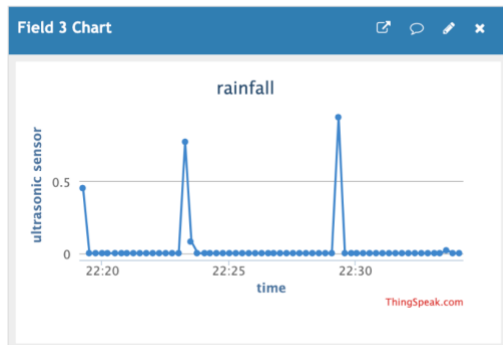 Field 3 Chart
rainfall
ultrasonic sensor
0.5
0
22:20 22:25 22:30
time
ThingSpeak.com